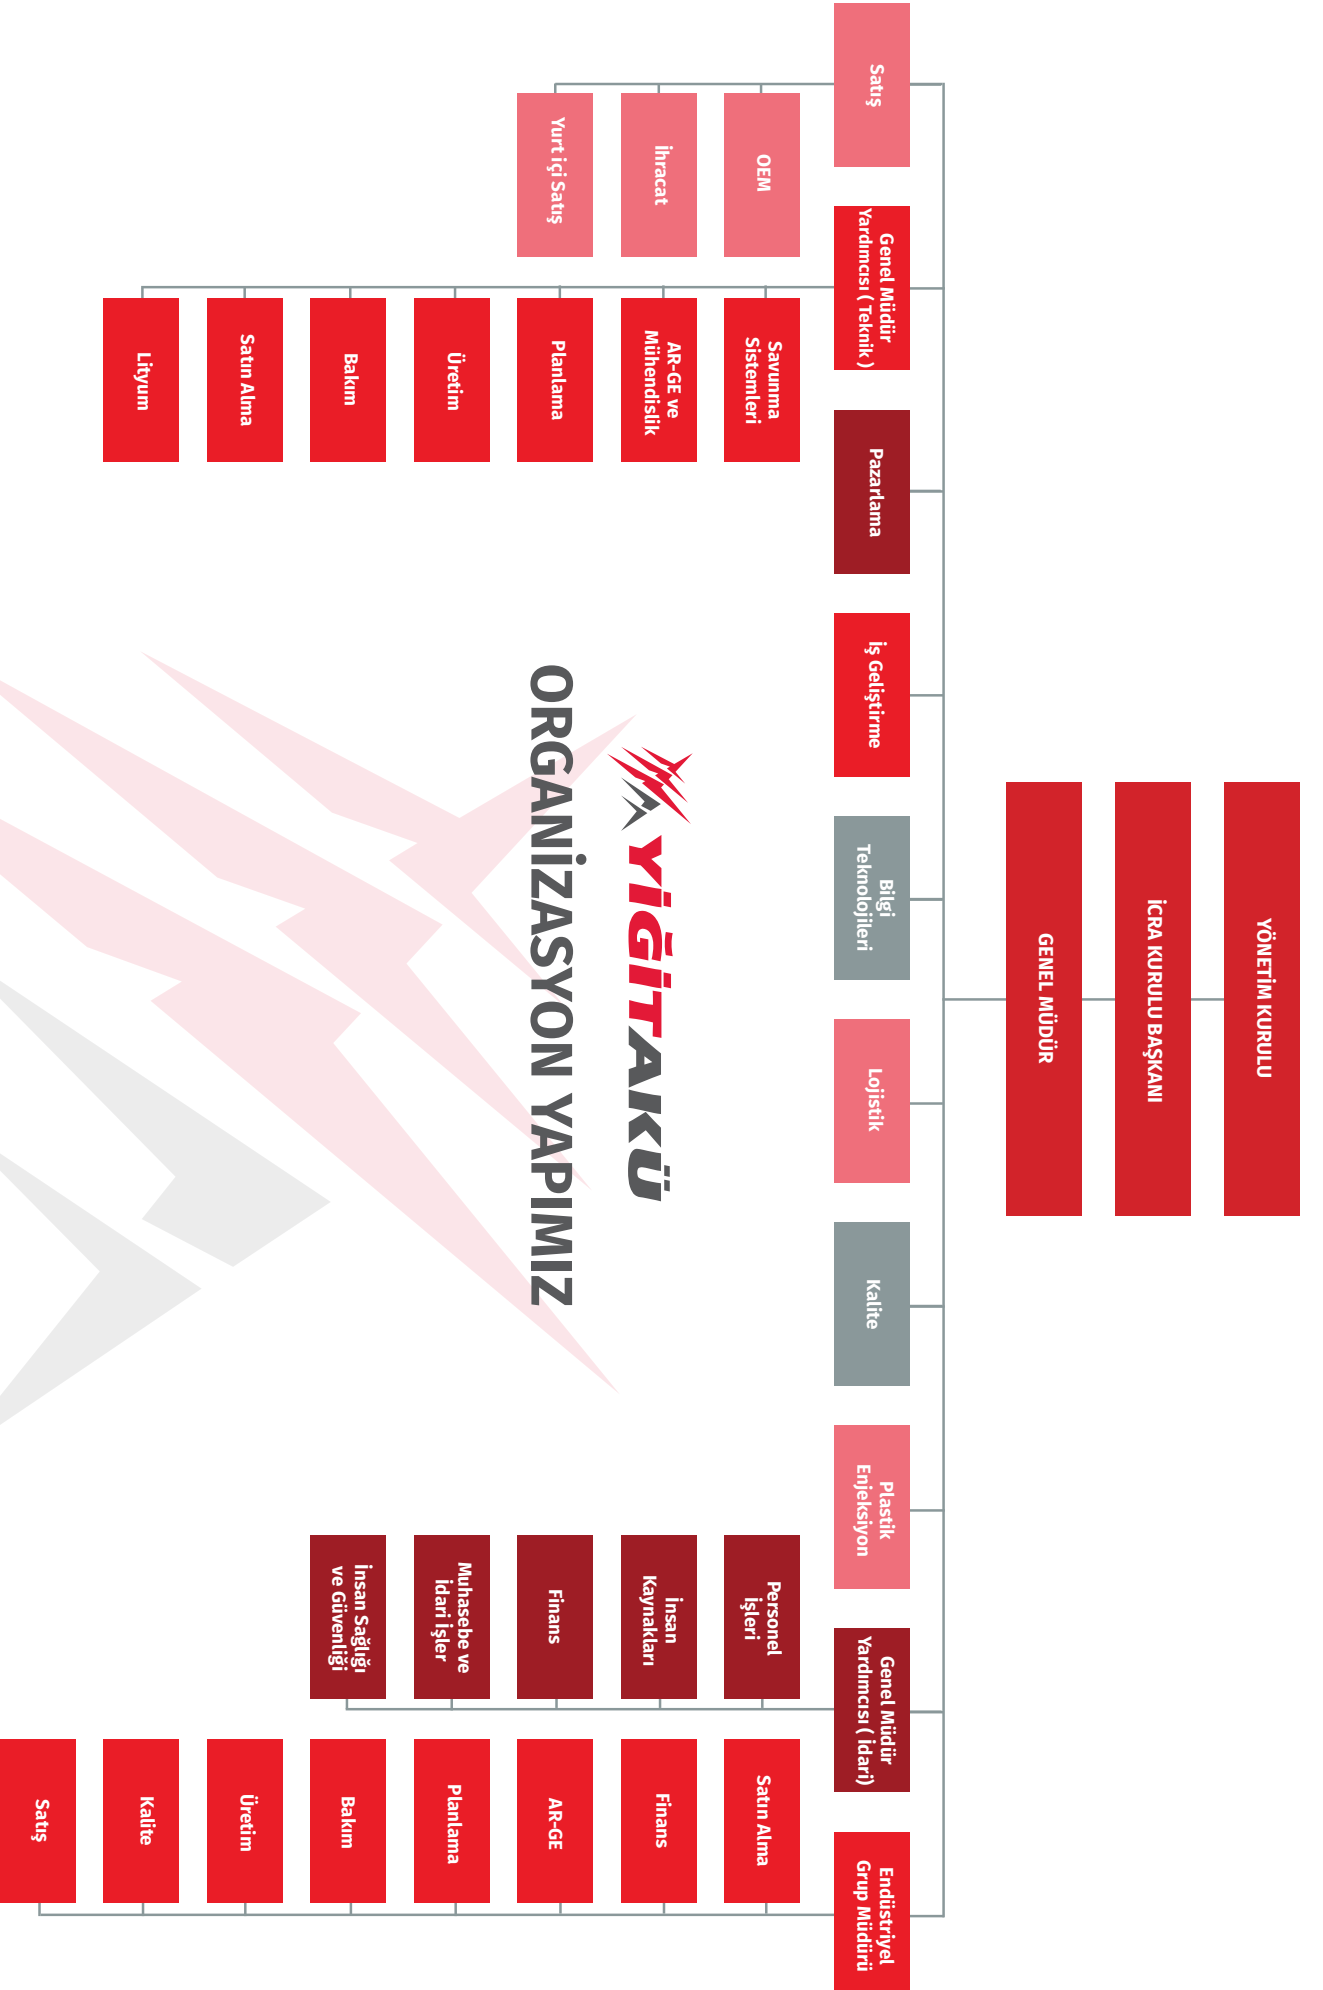 YÖNETİM KURULU
İCRA KURULU BAŞKANI
GENEL MÜDÜR
Satış
Genel Müdür
Yardımcısı ( Teknik )
Pazarlama
İş Geliştirme
Bilgi
Teknolojileri
Lojistik
Kalite
Plastik
Enjeksiyon
Genel Müdür
Yardımcısı ( İdari)
Endüstriyel
Grup Müdürü
OEM
İhracat
Yurt içi Satış
Savunma
Sistemleri
AR-GE ve
Mühendislik
Planlama
Üretim
Bakım
Satın Alma
Lityum
YİĞİTAKÜ
ORGANİZASYON YAPIMIZ
Personel
İşleri
İnsan
Kaynakları
Finans
Muhasebe ve
İdari İşler
İnsan Sağlığı
ve Güvenliği
Satın Alma
Finans
AR-GE
Planlama
Bakım
Üretim
Kalite
Satış